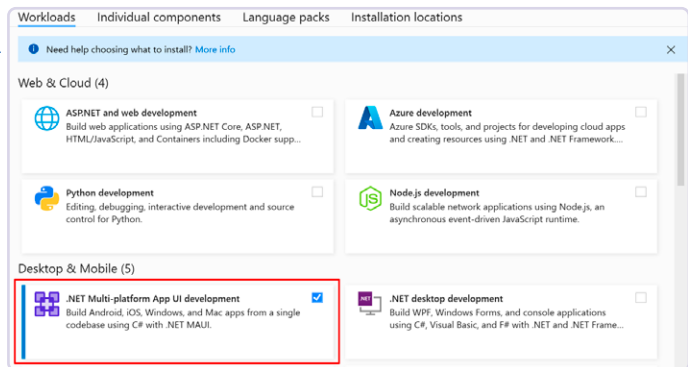 Workloads Individual components Language packs Installation locations
Need help choosing what to install? More info
Web & Cloud (4)
ASP.NET and web development
Build web applications using ASP.NET Core, ASP.NET,
HTML/JavaScript, and Containers including Docker supp...
Azure development
Azure SDKs, tools, and projects for developing cloud apps
and creating resources using .NET and .NET Framework....
Python development
Editing, debugging, interactive development and source
control for Python.
JS
Node.js development
Build scalable network applications using Node.js, an
asynchronous event-driven JavaScript runtime.
Desktop & Mobile (5)
.NET Multi-platform App UI development
Build Android, iOS, Windows, and Mac apps from a single
codebase using C# with .NET MAUI.
.NET
.NET desktop development
Build WPF, Windows Forms, and console applications
using C#, Visual Basic, and F# with .NET and .NET Frame...